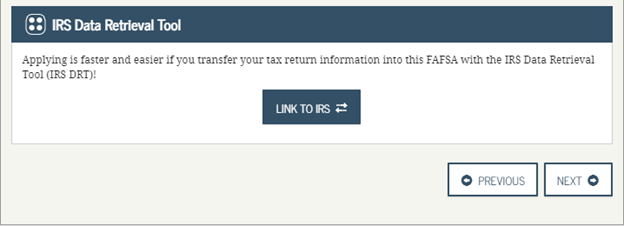 IRS Data Retrieval Tool
Applying is faster and easier if you transfer your tax return information into this FAFSA with the IRS Data Retrieval
Tool (IRS DRT)!
LINK TO IRS
PREVIOUS
NEXT